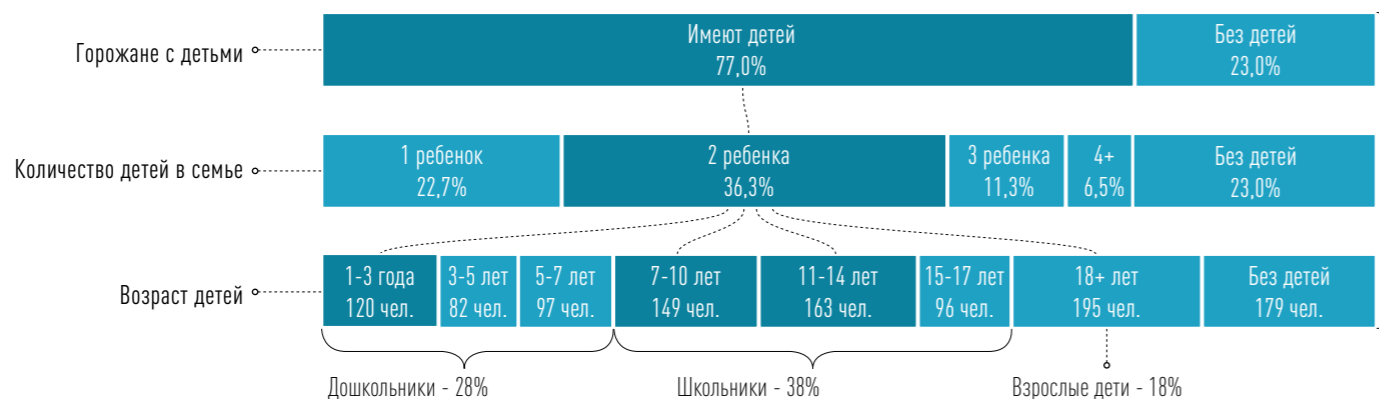 Горожане с детьми
Имеют детей
77,0%
Без детей
23,0%
Количество детей в семье
1 ребенок
22,7%
2 ребенка
36,3%
3 ребенка
11,3%
4+
6,5%
Без детей
23,0%
Возраст детей
1-3 года
120 чел.
3-5 лет
82 чел.
5-7 лет
97 чел.
7-10 лет
149 чел.
11-14 лет
163 чел.
15-17 лет
96 чел.
18+ лет
195 чел.
Без детей
179 чел.
Дошкольники - 28%
Школьники - 38%
Взрослые дети - 18%